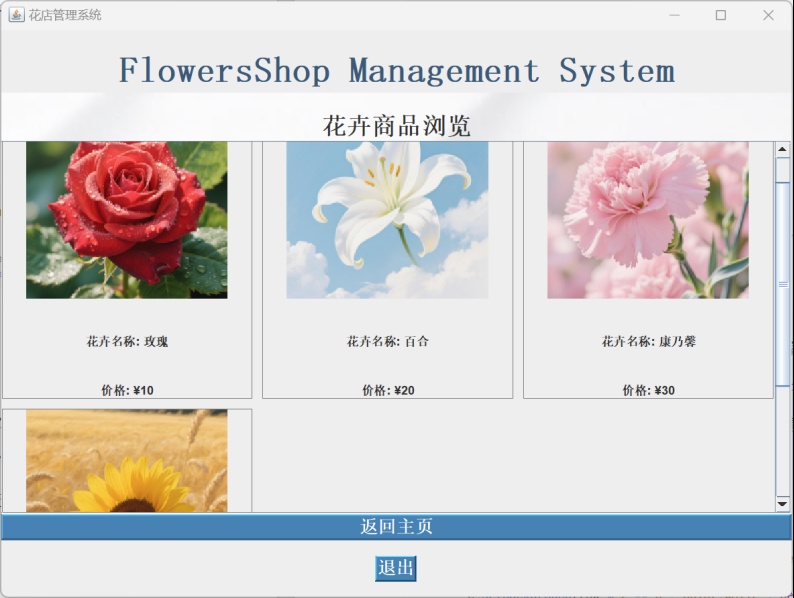 花店管理系统
FlowersShop Management System
花卉商品浏览
花卉名称: 玫瑰
花卉名称: 百合
花卉名称: 康乃馨
价格: ¥10
价格: ¥20
价格: ¥30
返回主页
退出